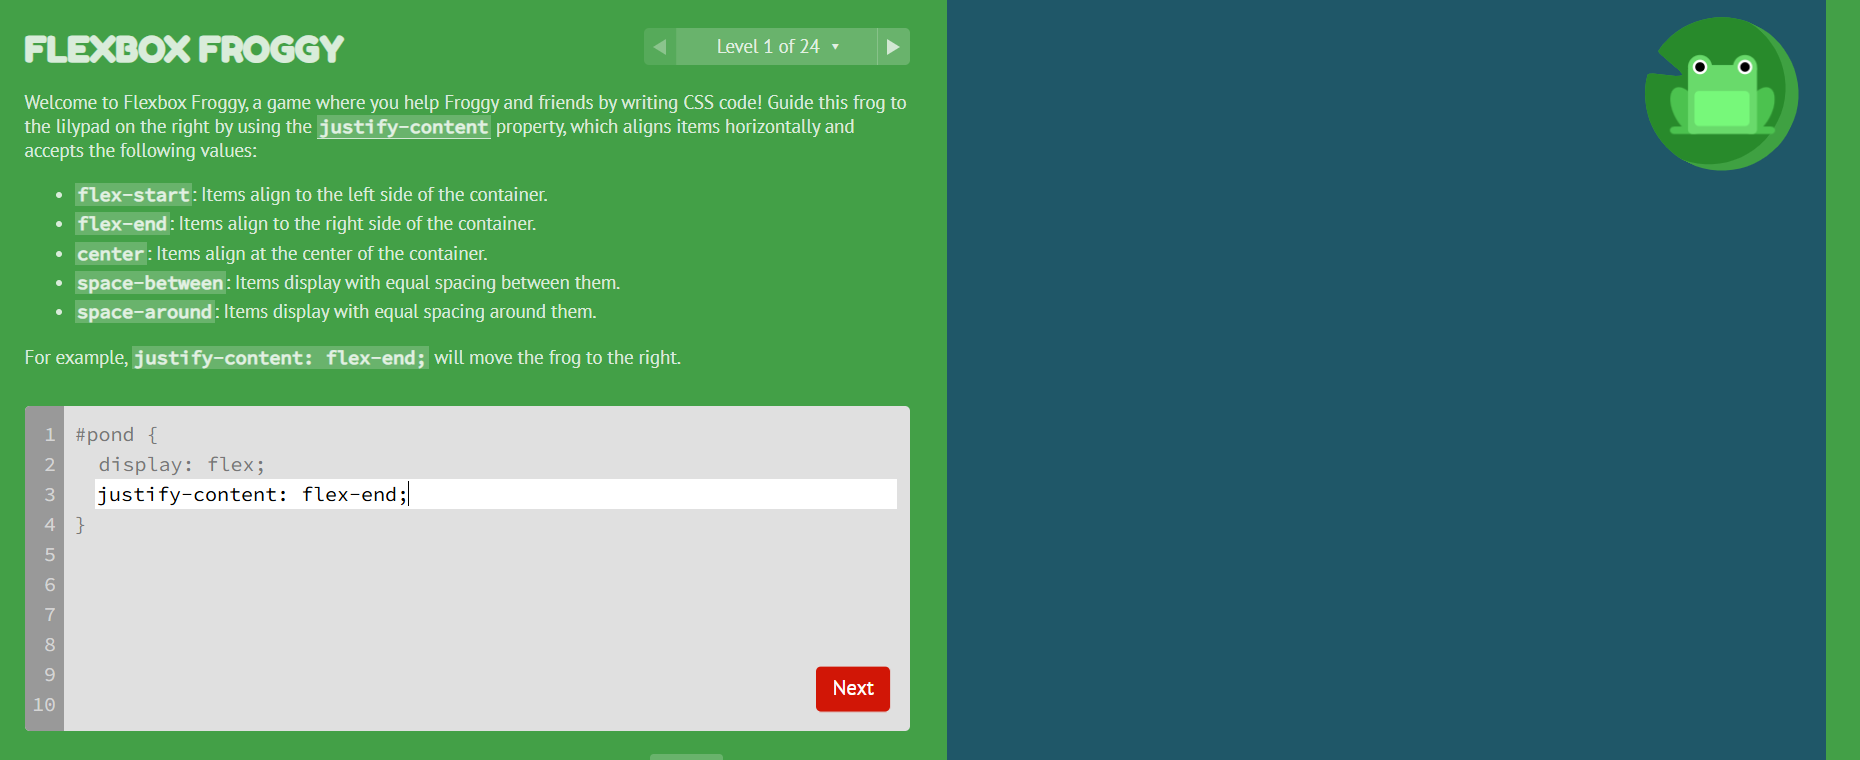 FLEXBOX FROGGY
◀ Level 1 of 24 ▼ ▶
Welcome to Flexbox Froggy, a game where you help Froggy and friends by writing CSS code! Guide this frog to
the lilypad on the right by using the justify-content property, which aligns items horizontally and
accepts the following values:
• flex-start: Items align to the left side of the container.
• flex-end: Items align to the right side of the container.
• center: Items align at the center of the container.
• space-between: Items display with equal spacing between them.
• space-around: Items display with equal spacing around them.
For example, justify-content: flex-end; will move the frog to the right.
1 #pond {
2 display: flex;
3 justify-content: flex-end;
4 }
5
6
7
8
9
10
Next